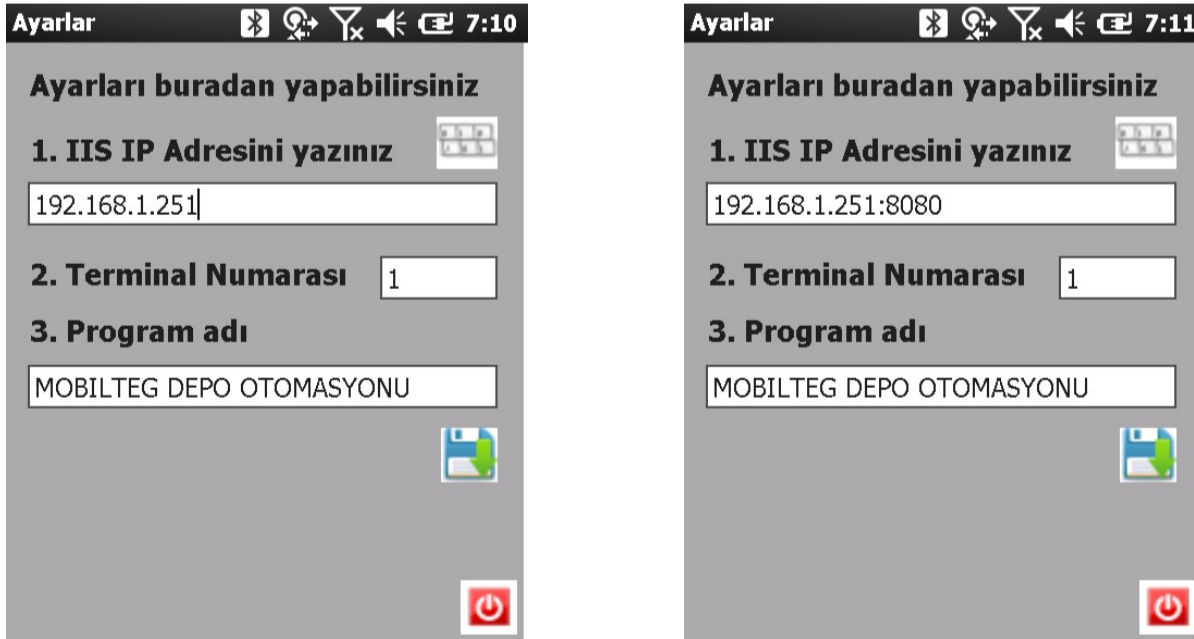 Ayarlar 7:10
Ayarları buradan yapabilirsiniz
1. IIS IP Adresini yazınız
192.168.1.251
2. Terminal Numarası 1
3. Program adı
MOBILTEG DEPO OTOMASYONU
Ayarlar 7:11
Ayarları buradan yapabilirsiniz
1. IIS IP Adresini yazınız
192.168.1.251:8080
2. Terminal Numarası 1
3. Program adı
MOBILTEG DEPO OTOMASYONU